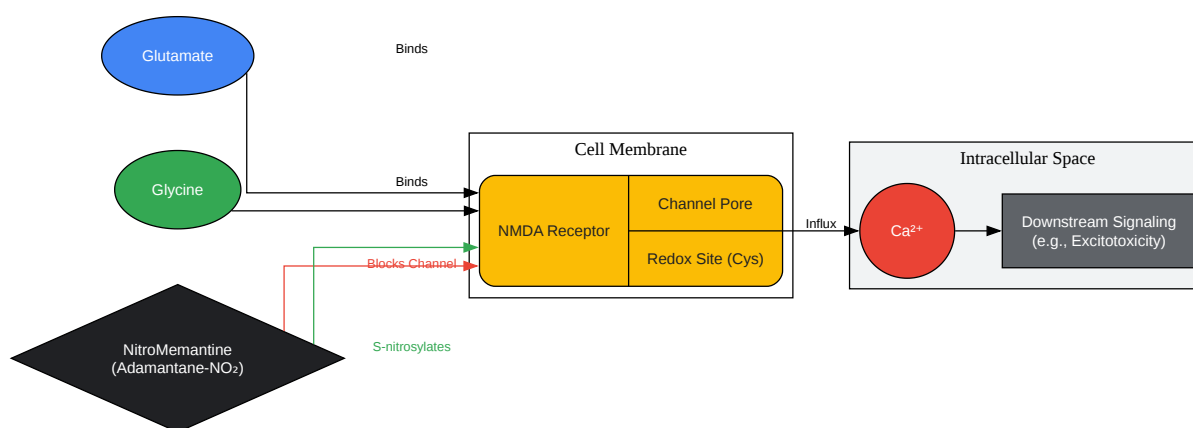 Glutamate
Binds
Cell Membrane
Intracellular Space
Glycine
Binds
NMDA Receptor
Channel Pore
Redox Site (Cys)
Influx
Ca²⁺
Downstream Signaling
(e.g., Excitotoxicity)
Blocks Channel
S-nitrosylates
NitroMemantine
(Adamantane-NO₂)